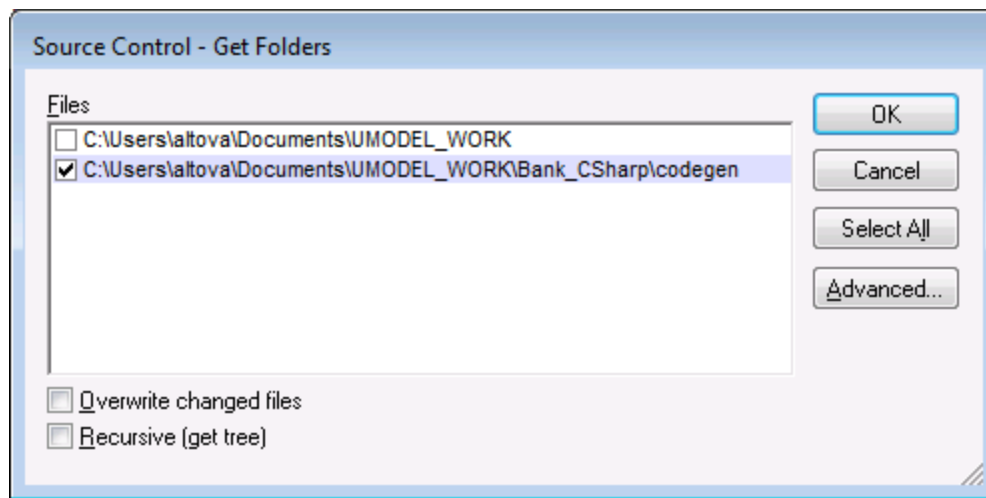 Source Control - Get Folders
Files
C:\Users\altova\Documents\UMODEL_WORK
C:\Users\altova\Documents\UMODEL_WORK\Bank_CSharp\codegen
OK
Cancel
Select All
Advanced...
Overwrite changed files
Recursive (get tree)